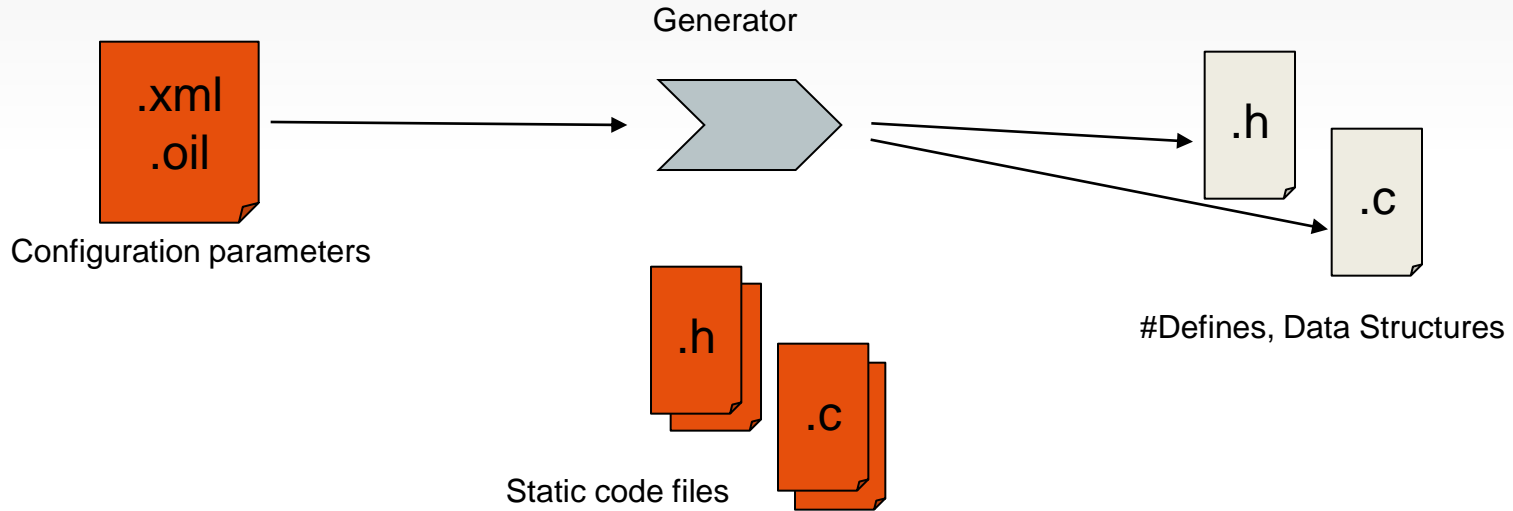 Generator
.xml
.oil
Configuration parameters
.h
.c
#Defines, Data Structures
.h
.c
Static code files